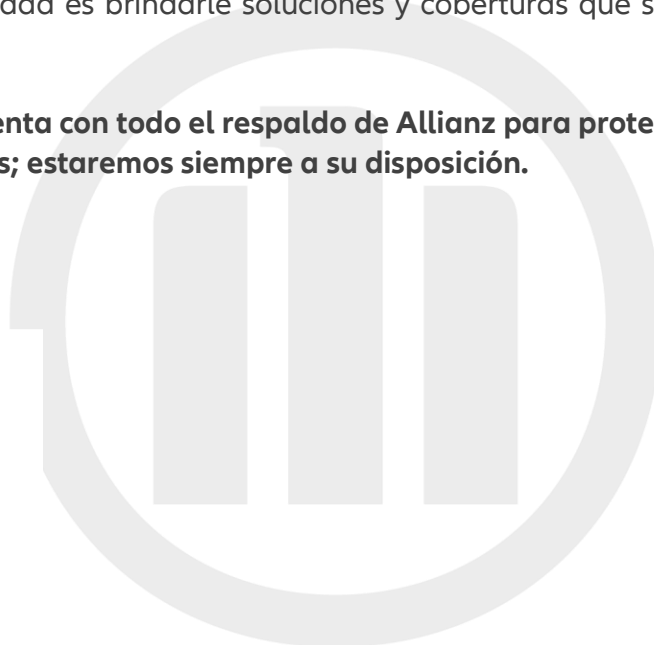 dad es brindarle soluciones y coberturas que s
enta con todo el respaldo de Allianz para prote
s; estaremos siempre a su disposición.